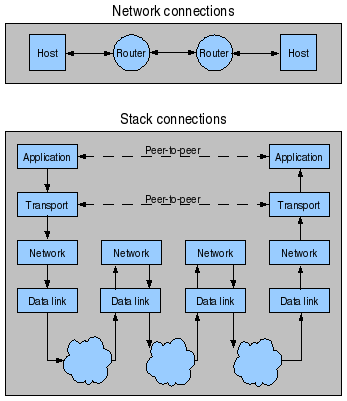 Network connections
Host
Router
Router
Host
Stack connections
Application
Peer-to-peer
Application
Transport
Peer-to-peer
Transport
Network
Network
Network
Network
Data link
Data link
Data link
Data link